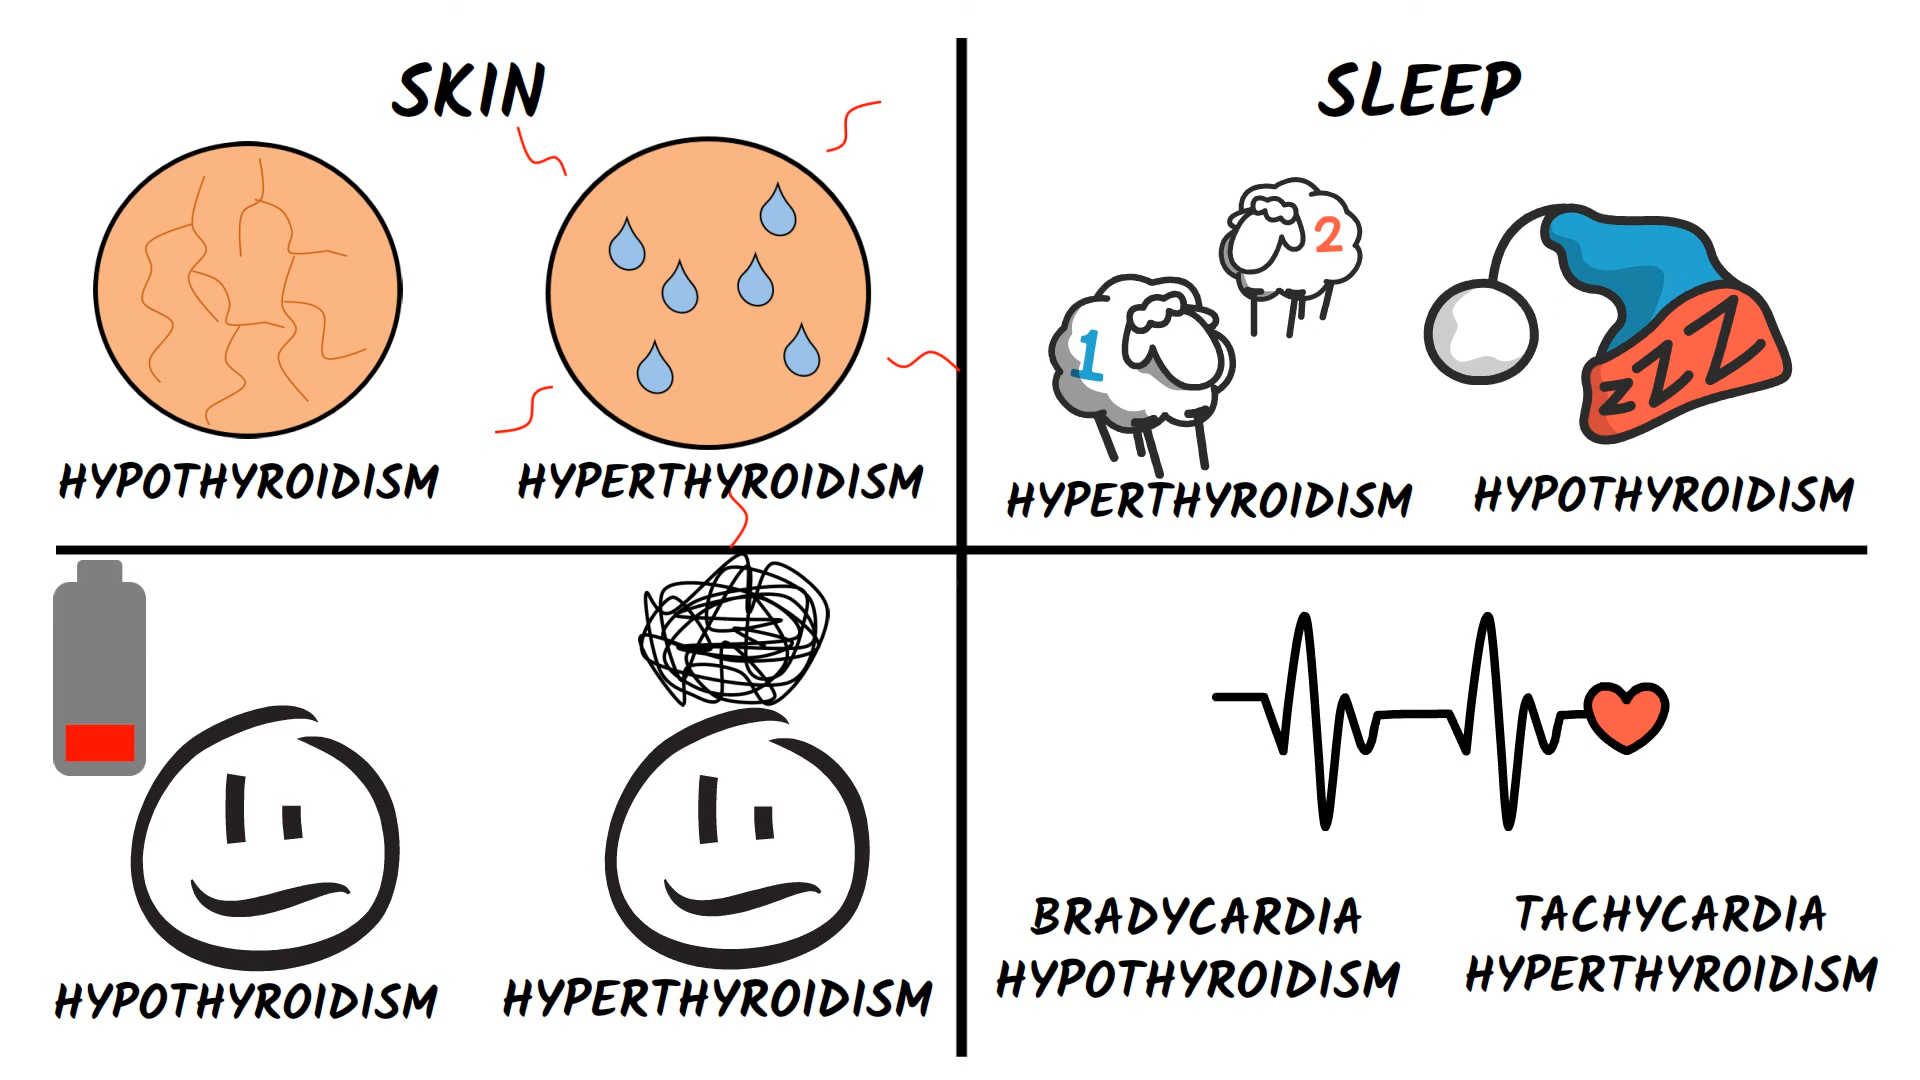 SKIN
HYPOTHYROIDISM
HYPERTHYROIDISM
SLEEP
1
2
zZZ
HYPERTHYROIDISM
HYPOTHYROIDISM
HYPOTHYROIDISM
HYPERTHYROIDISM
BRADYCARDIA
HYPOTHYROIDISM
TACHYCARDIA
HYPERTHYROIDISM